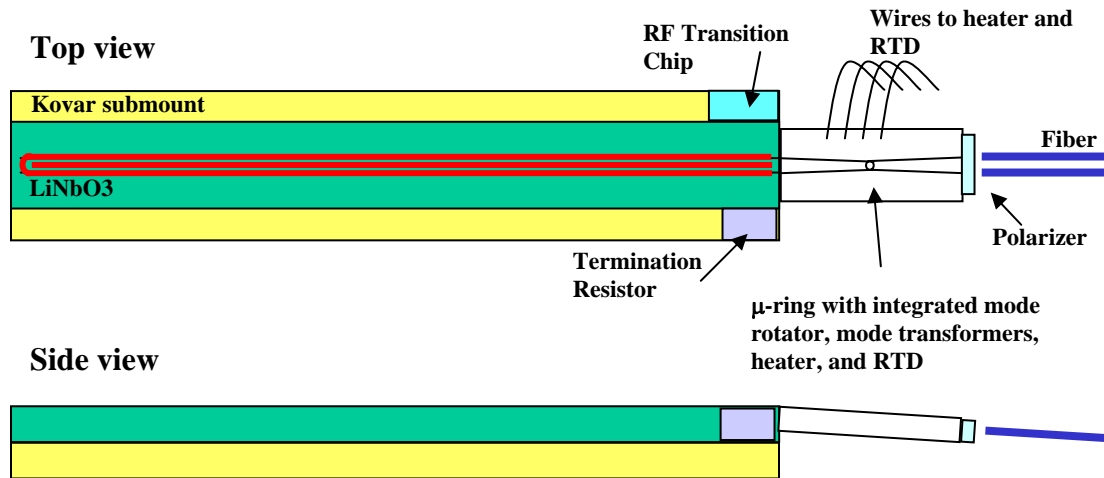 Top view
RF Transition
Chip
Wires to heater and
RTD
Kovar submount
Fiber
LiNbO3
Polarizer
Termination
Resistor
μ-ring with integrated mode
rotator, mode transformers,
heater, and RTD
Side view